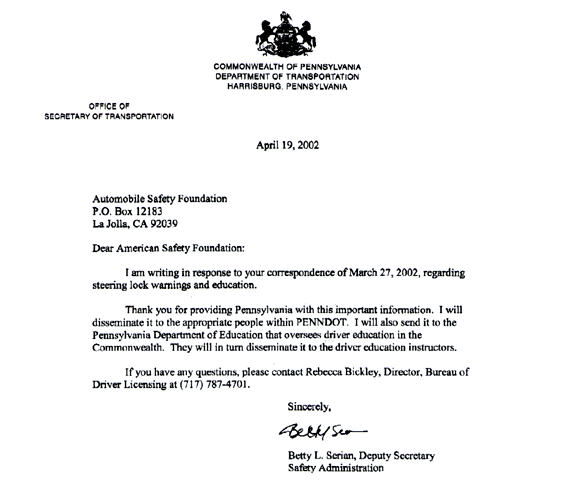 COMMONWEALTH OF PENNSYLVANIA
DEPARTMENT OF TRANSPORTATION
HARRISBURG, PENNSYLVANIA
OFFICE OF
SECRETARY OF TRANSPORTATION
April 19, 2002
Automobile Safety Foundation
P.O. Box 12183
La Jolla, CA 92039
Dear American Safety Foundation:
I am writing in response to your correspondence of March 27, 2002, regarding
steering lock warnings and education.
Thank you for providing Pennsylvania with this important information. I will
disseminate it to the appropriate people within PENNDOT. I will also send it to the
Pennsylvania Department of Education that oversees driver education in the
Commonwealth. They will in turn disseminate it to the driver education instructors.
If you have any questions, please contact Rebecca Bickley, Director, Bureau of
Driver Licensing at (717) 787-4701.
Sincerely,
Betty L. Serian, Deputy Secretary
Safety Administration